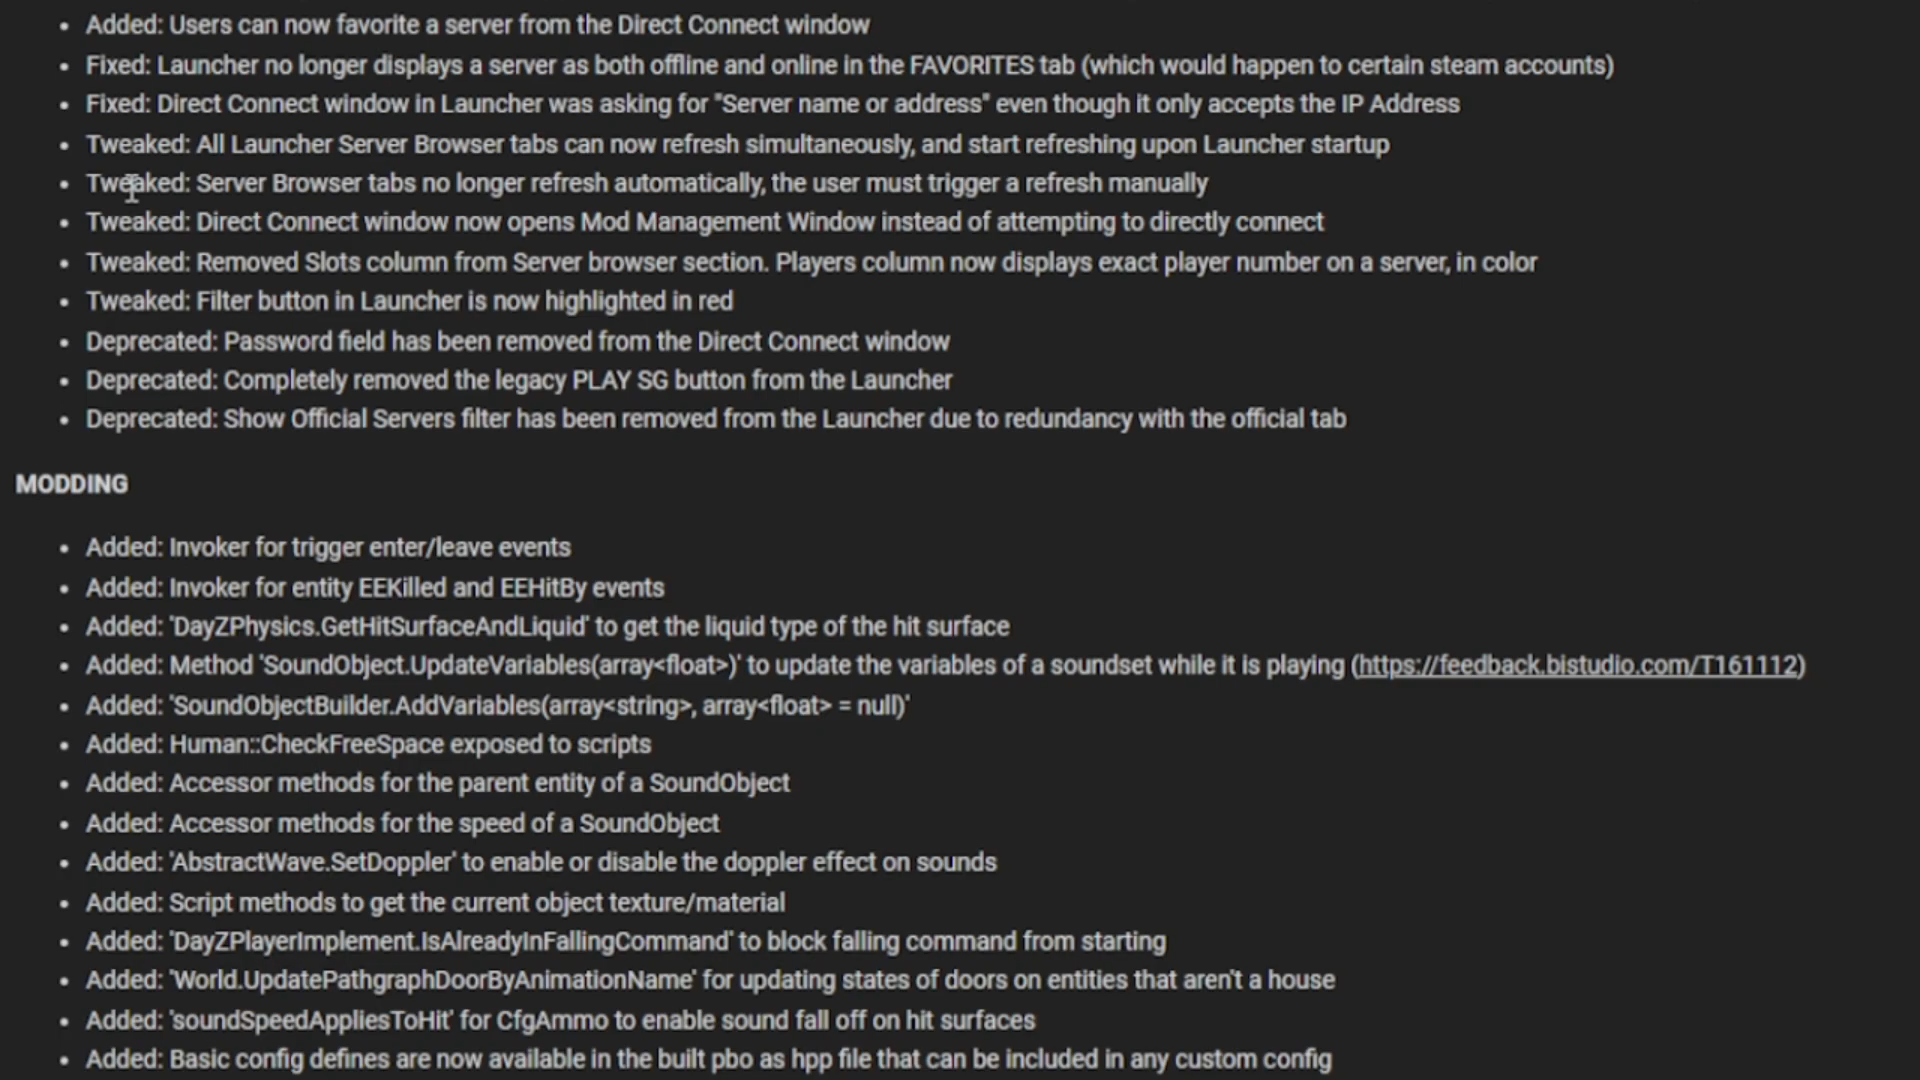 • Added: Users can now favorite a server from the Direct Connect window
• Fixed: Launcher no longer displays a server as both offline and online in the FAVORITES tab (which would happen to certain steam accounts)
• Fixed: Direct Connect window in Launcher was asking for "Server name or address" even though it only accepts the IP Address
• Tweaked: All Launcher Server Browser tabs can now refresh simultaneously, and start refreshing upon Launcher startup
• Tweaked: Server Browser tabs no longer refresh automatically, the user must trigger a refresh manually
• Tweaked: Direct Connect window now opens Mod Management Window instead of attempting to directly connect
• Tweaked: Removed Slots column from Server browser section. Players column now displays exact player number on a server, in color
• Tweaked: Filter button in Launcher is now highlighted in red
• Deprecated: Password field has been removed from the Direct Connect window
• Deprecated: Completely removed the legacy PLAY SG button from the Launcher
• Deprecated: Show Official Servers filter has been removed from the Launcher due to redundancy with the official tab
MODDING
• Added: Invoker for trigger enter/leave events
• Added: Invoker for entity EEKilled and EEHitBy events
• Added: 'DayZPhysics.GetHitSurfaceAndLiquid' to get the liquid type of the hit surface
• Added: Method 'SoundObject.UpdateVariables(array<float>)' to update the variables of a soundset while it is playing (https://feedback.bistudio.com/T161112)
• Added: 'SoundObjectBuilder.AddVariables(array<string>, array<float> = null)'
• Added: Human::CheckFreeSpace exposed to scripts
• Added: Accessor methods for the parent entity of a SoundObject
• Added: Accessor methods for the speed of a SoundObject
• Added: 'AbstractWave.SetDoppler' to enable or disable the doppler effect on sounds
• Added: Script methods to get the current object texture/material
• Added: 'DayZPlayerImplement.IsAlreadyInFallingCommand' to block falling command from starting
• Added: 'World.UpdatePathgraphDoorByAnimationName' for updating states of doors on entities that aren't a house
• Added: 'soundSpeedAppliesToHit' for CfgAmmo to enable sound fall off on hit surfaces
• Added: Basic config defines are now available in the built pbo as hpp file that can be included in any custom config